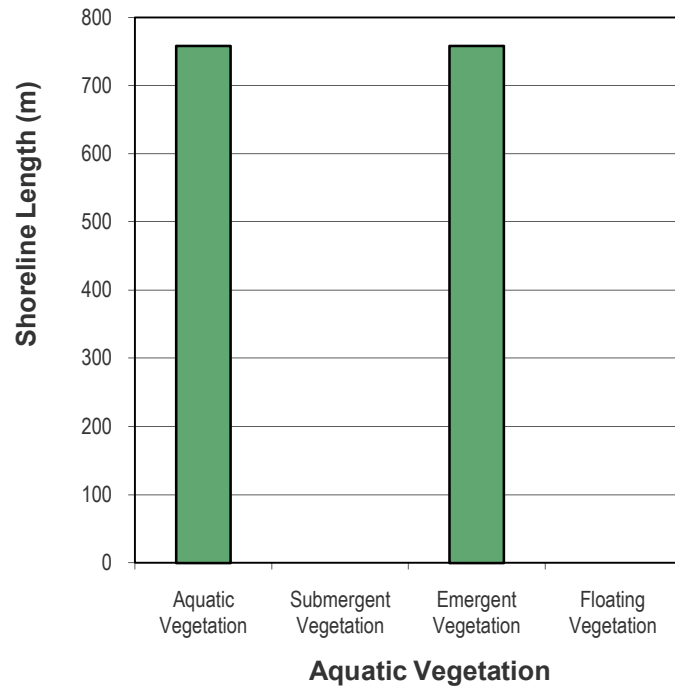 800
700
600
500
400
300
200
100
0
Shoreline Length (m)
Aquatic
Vegetation
Submergent
Vegetation
Emergent
Vegetation
Floating
Vegetation
Aquatic Vegetation